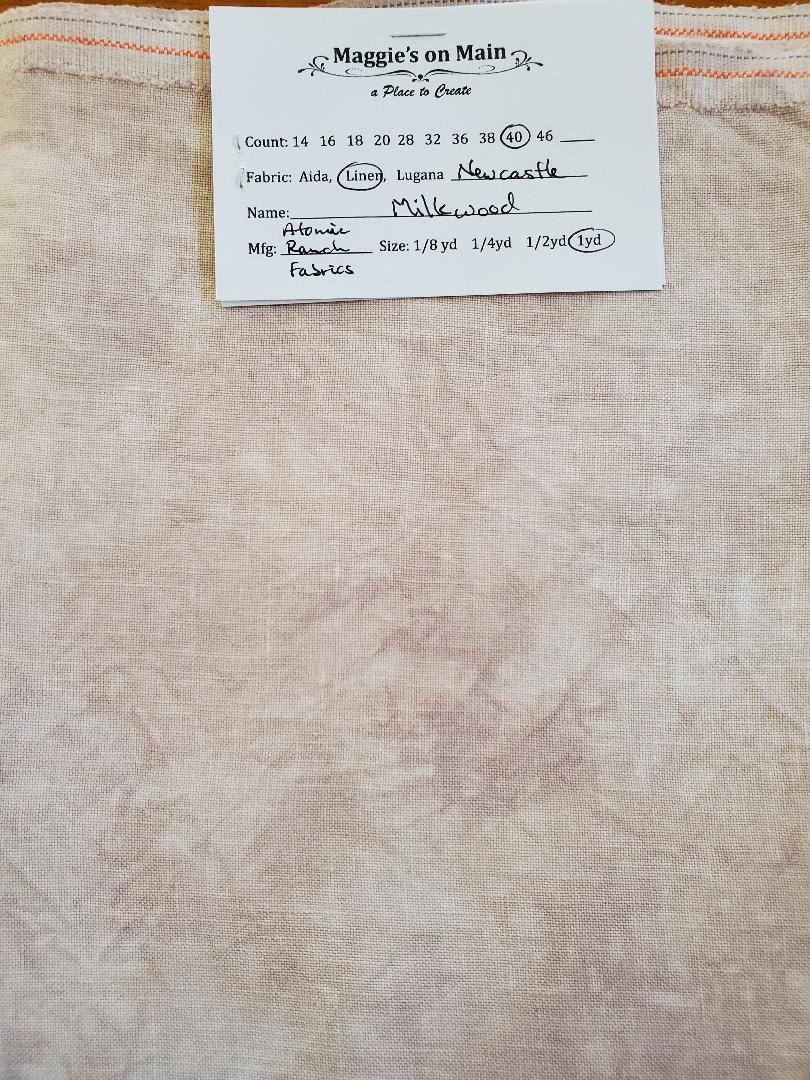 Maggie's on Main
a Place to Create
Count: 14 16 18 20 28 32 36 38 40 46 ____
Fabric: Aida, Linen, Lugana Newcastle
Name: Milkwood
Atomic
Mfg: Ranch Size: 1/8 yd 1/4yd 1/2yd 1yd
Fabrics